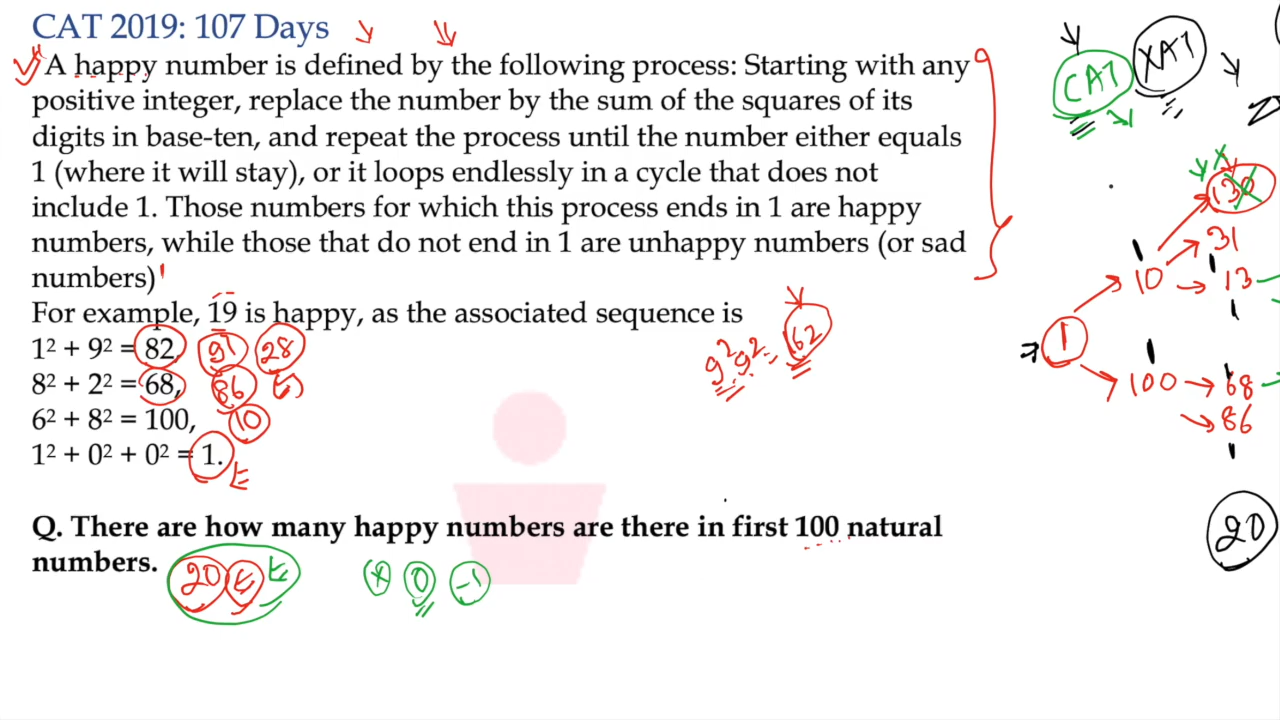 CAT 2019: 107 Days
A happy number is defined by the following process: Starting with any
positive integer, replace the number by the sum of the squares of its
digits in base-ten, and repeat the process until the number either equals
1 (where it will stay), or it loops endlessly in a cycle that does not
include 1. Those numbers for which this process ends in 1 are happy
numbers, while those that do not end in 1 are unhappy numbers (or sad
numbers)
For example, 19 is happy, as the associated sequence is
1² + 9² = 82, 91 28
8² + 2² = 68, 86
6² + 8² = 100, 10
1² + 0² + 0² = 1.
9² 9² = 162
Q. There are how many happy numbers are there in first 100 natural
numbers.
20
x 0 -1
CAT XAT
130
31
10 → 13
1
100 → 68
86
20